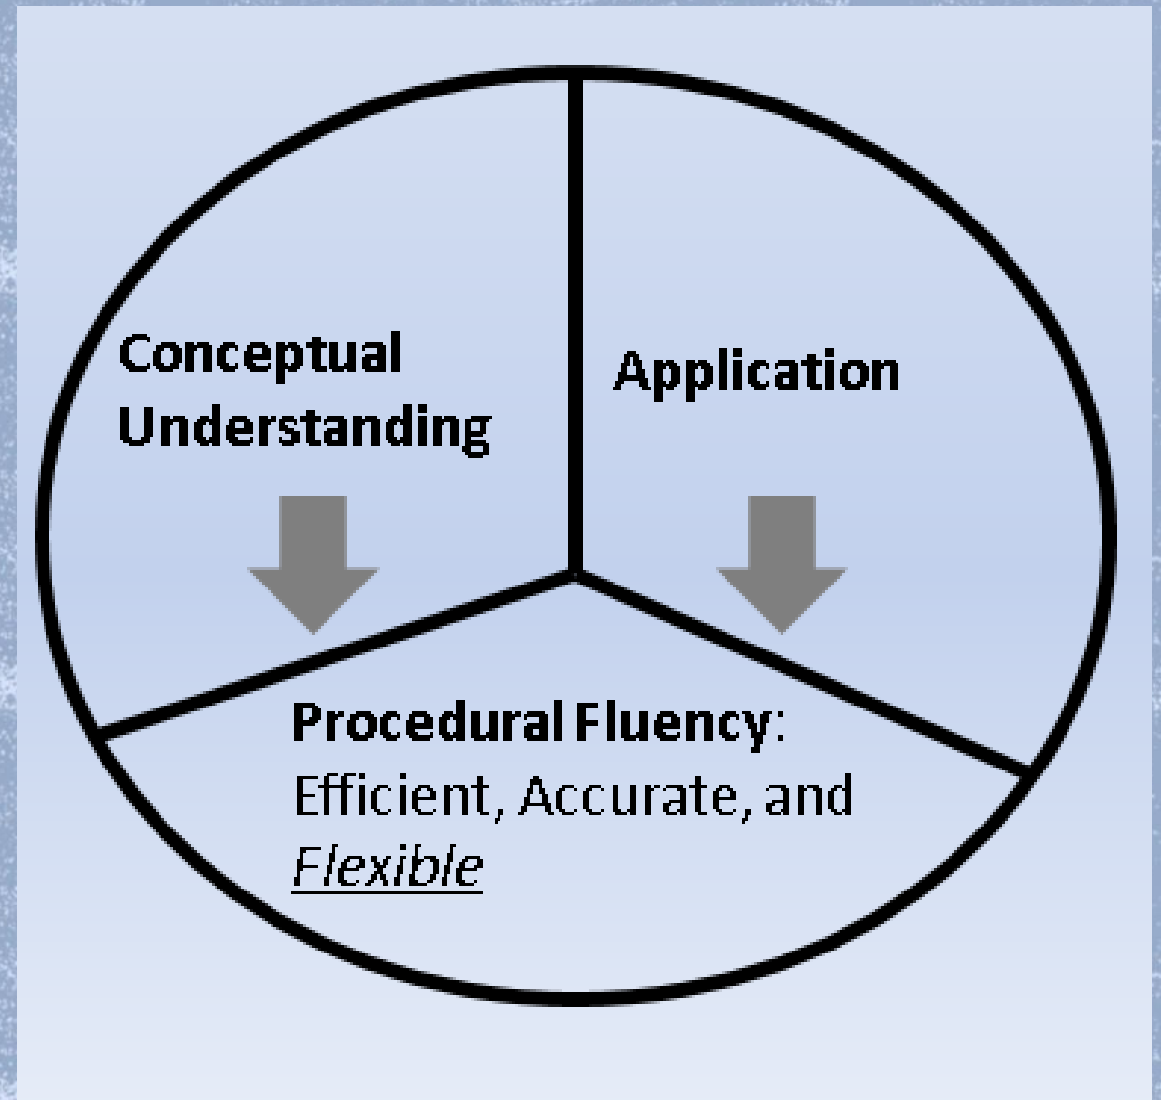 Conceptual
Understanding
Application
Procedural Fluency:
Efficient, Accurate, and
Flexible